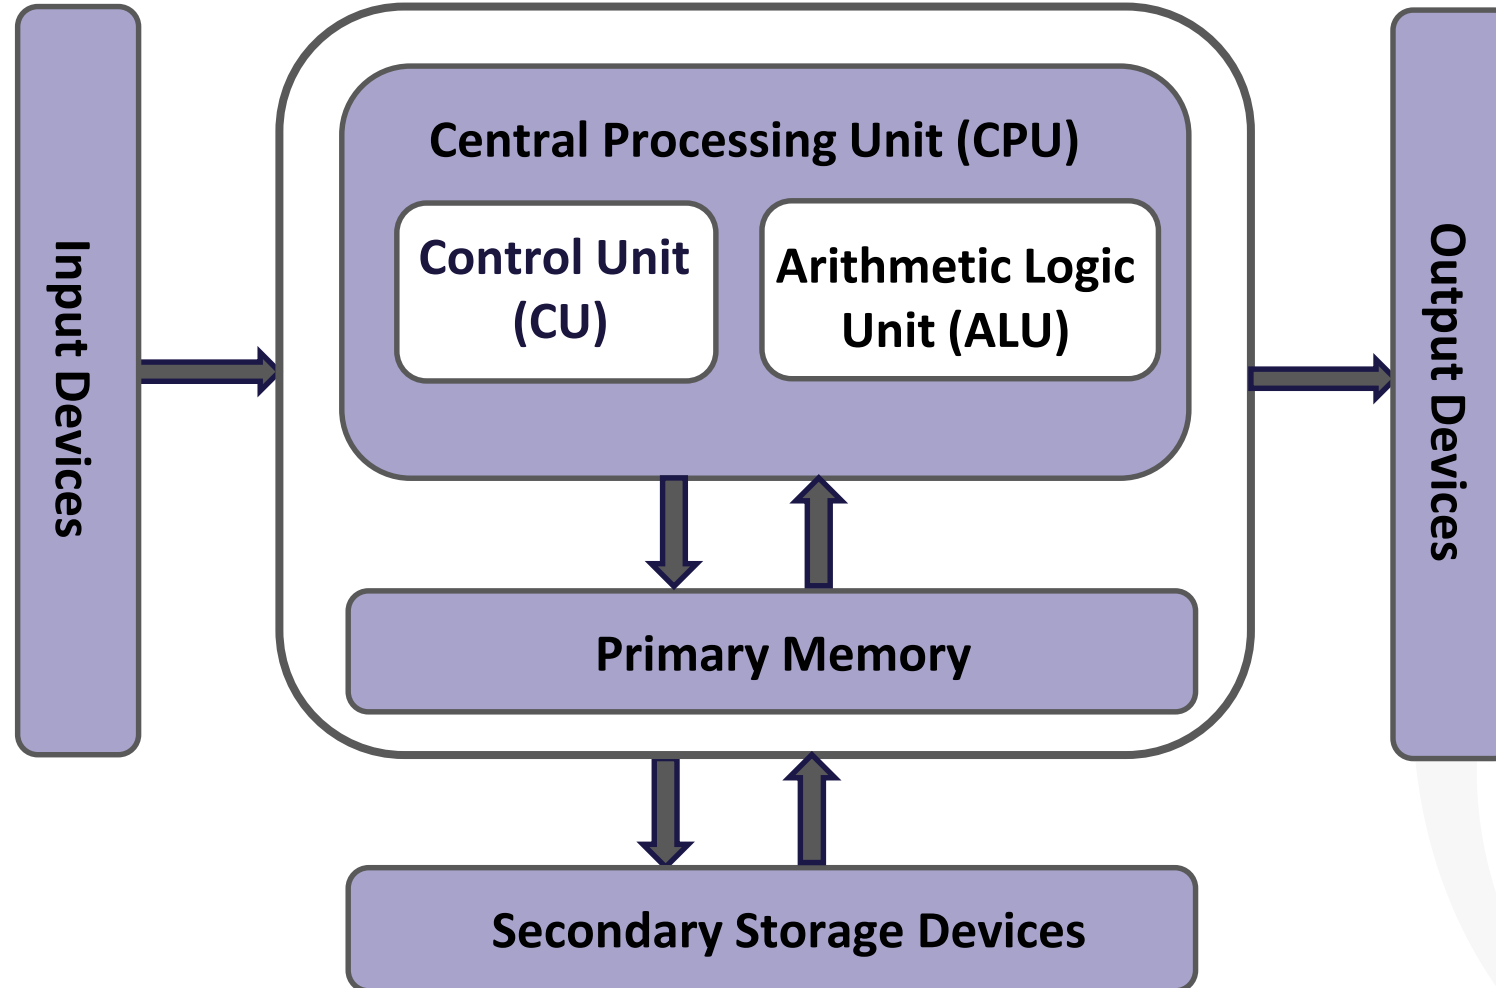 Input Devices
Central Processing Unit (CPU)
Control Unit
(CU)
Arithmetic Logic
Unit (ALU)
Primary Memory
Secondary Storage Devices
Output Devices